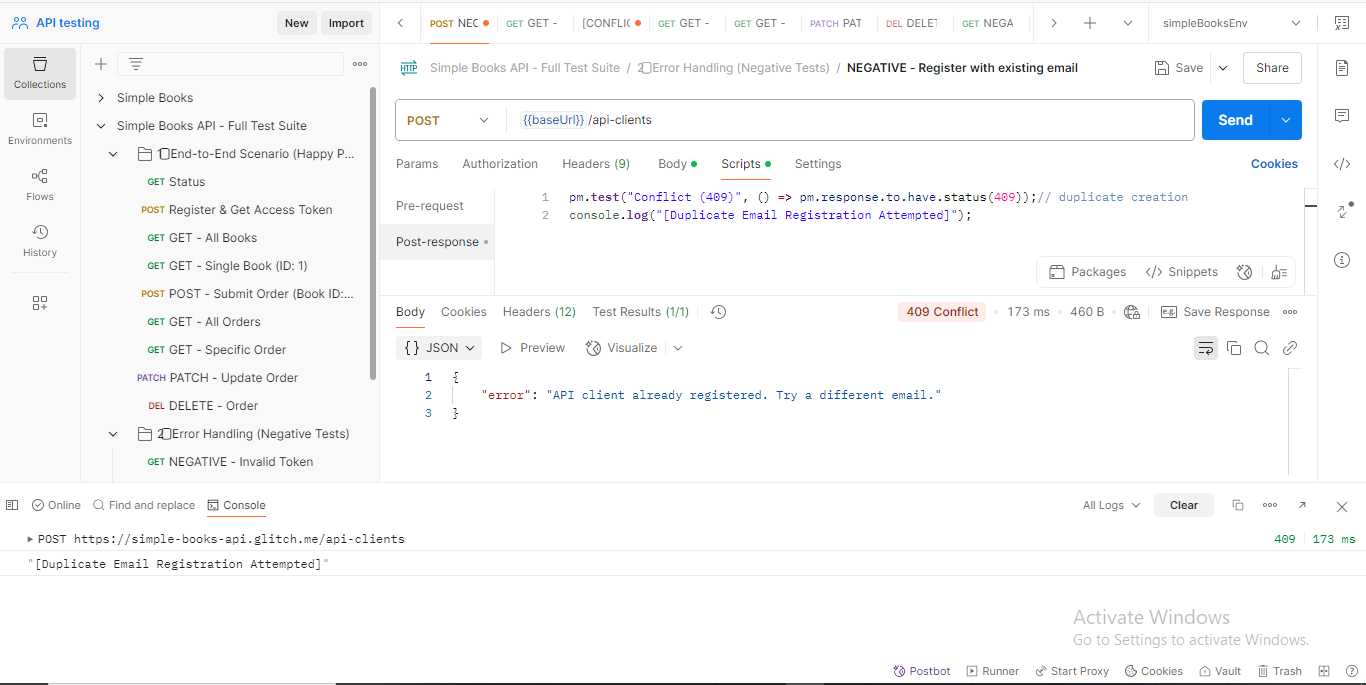 API testing
New
Import
POST NEC
GET GET -
[CONFLIC
GET GET -
GET GET -
PATCH PAT
DEL DELET
GET NEGA
simpleBooksEnv
Collections
Environments
Flows
History
Simple Books
Simple Books API - Full Test Suite
1 End-to-End Scenario (Happy P...
GET Status
POST Register & Get Access Token
GET GET - All Books
GET GET - Single Book (ID: 1)
POST POST - Submit Order (Book ID:...
GET GET - All Orders
GET GET - Specific Order
PATCH PATCH - Update Order
DEL DELETE - Order
2 Error Handling (Negative Tests)
GET NEGATIVE - Invalid Token
HTTP Simple Books API - Full Test Suite / 2 Error Handling (Negative Tests) / NEGATIVE - Register with existing email
Save
Share
POST
{{baseUrl}} /api-clients
Send
Params
Authorization
Headers (9)
Body
Scripts
Settings
Cookies
Pre-request
Post-response
1 pm.test("Conflict (409)", () => pm.response.to.have.status(409));// duplicate creation
2 console.log("[Duplicate Email Registration Attempted]");
Packages
</> Snippets
Body
Cookies
Headers (12)
Test Results (1/1)
409 Conflict
173 ms
460 B
e.g. Save Response
{} JSON
Preview
Visualize
1 {
2 "error": "API client already registered. Try a different email."
3 }
Online
Find and replace
Console
All Logs
Clear
POST https://simple-books-api.glitch.me/api-clients
409
173 ms
"[Duplicate Email Registration Attempted]"
Activate Windows
Go to Settings to activate Windows.
Postbot
Runner
Start Proxy
Cookies
Vault
Trash